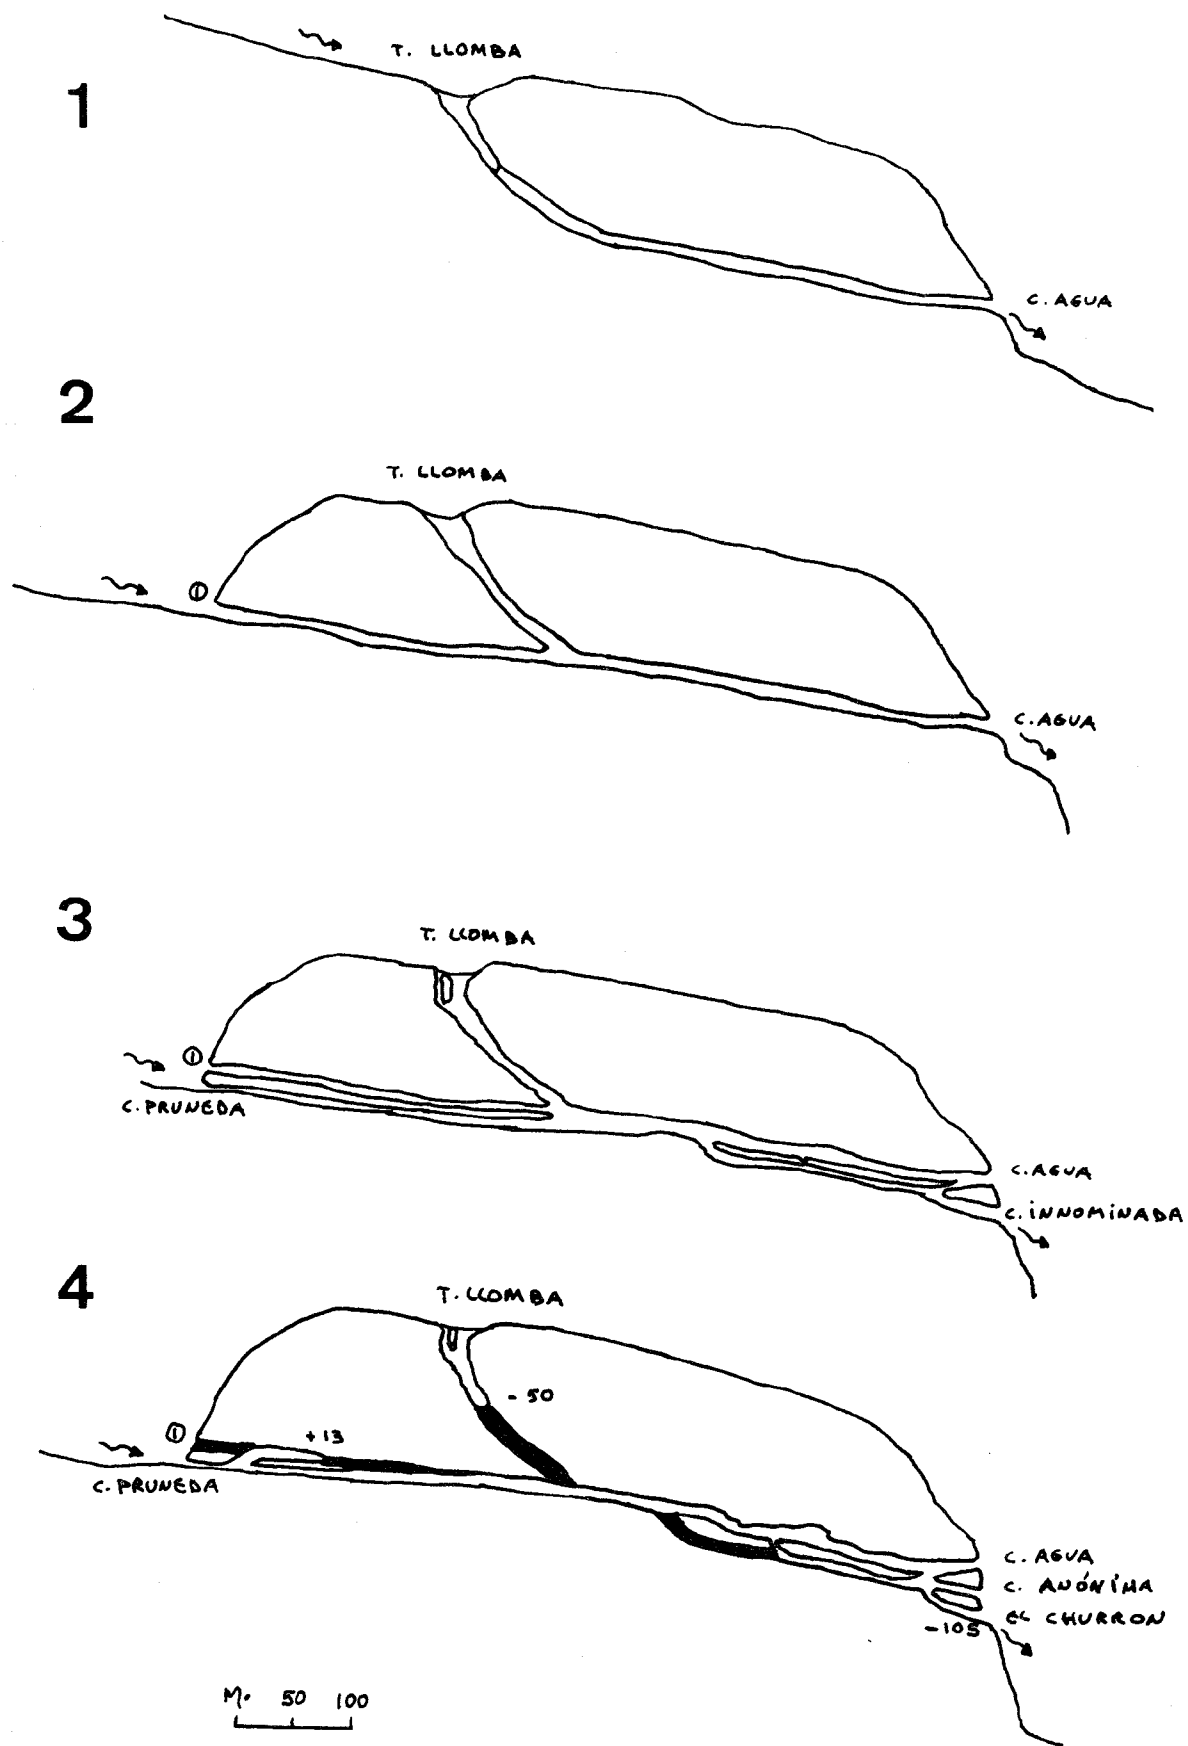 1
T. LLOMBA
C. AGUA
2
T. LLOMBA
①
C. AGUA
3
T. LLOMBA
①
C. PRUNEDA
C. AGUA
C. INNOMINADA
4
T. LLOMBA
- 50
①
+13
C. PRUNEDA
C. AGUA
C. ANÓNIMA
EL CHURRON
-105
M. 50 100